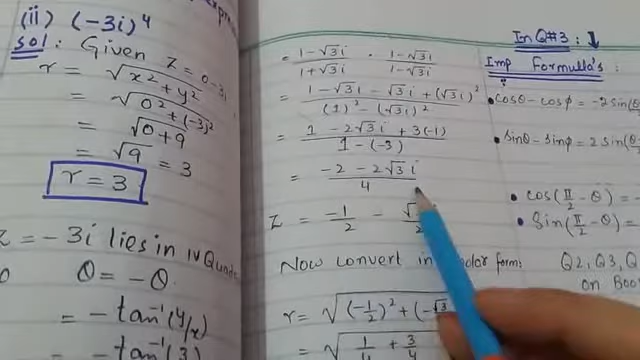 (ii) (-3i)⁴
Sol: Given Z = 0-3i
r = √x² + y²
= √0² + (-3)²
= √0+9
= √9 = 3
r = 3
Z = -3i lies in IV Quad
θ = -θ
= -tan⁻¹(y/x)
= -tan⁻¹(3)
= 1-√3i / 1+√3i · 1-√3i / 1-√3i
= 1-√3i - √3i + (√3i)² / (1)² - (√3i)²
= 1 - 2√3i + 3(-1) / 1 - (-3)
= -2 - 2√3i / 4
Z = -1/2 - √
Now convert in polar form:
r = √(-1/2)² + (-√3
= √1/4 + 3/4
In Q#3: ↓
Imp Formulla's:
• cosθ - cosϕ = -2sin(θ
• sinθ - sinϕ = 2 sin(θ
• cos(π/2 - θ) =
• Sin(π/2 - θ) =
Q2, Q3, Q
on Boo